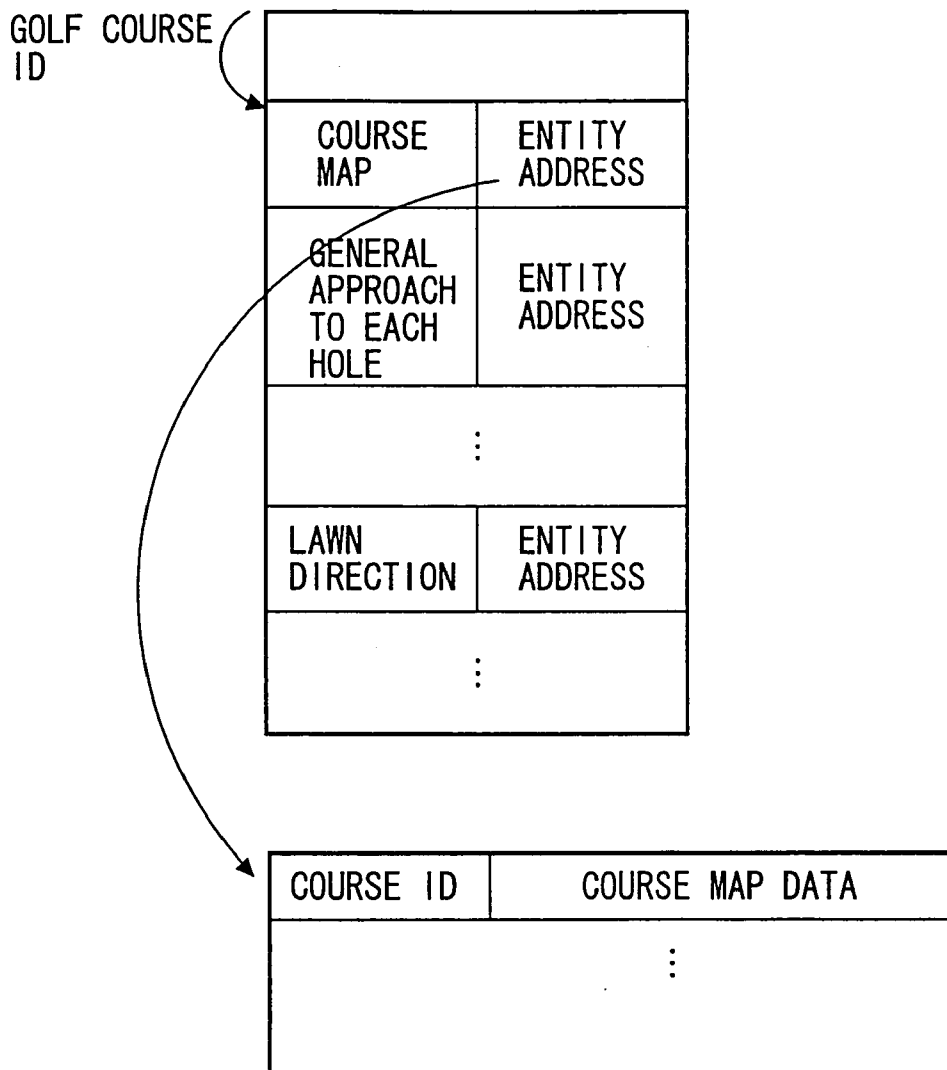 GOLF COURSE
ID
COURSE
MAP
ENTITY
ADDRESS
GENERAL
APPROACH
TO EACH
HOLE
ENTITY
ADDRESS
⋮
LAWN
DIRECTION
ENTITY
ADDRESS
⋮
COURSE ID
COURSE MAP DATA
⋮